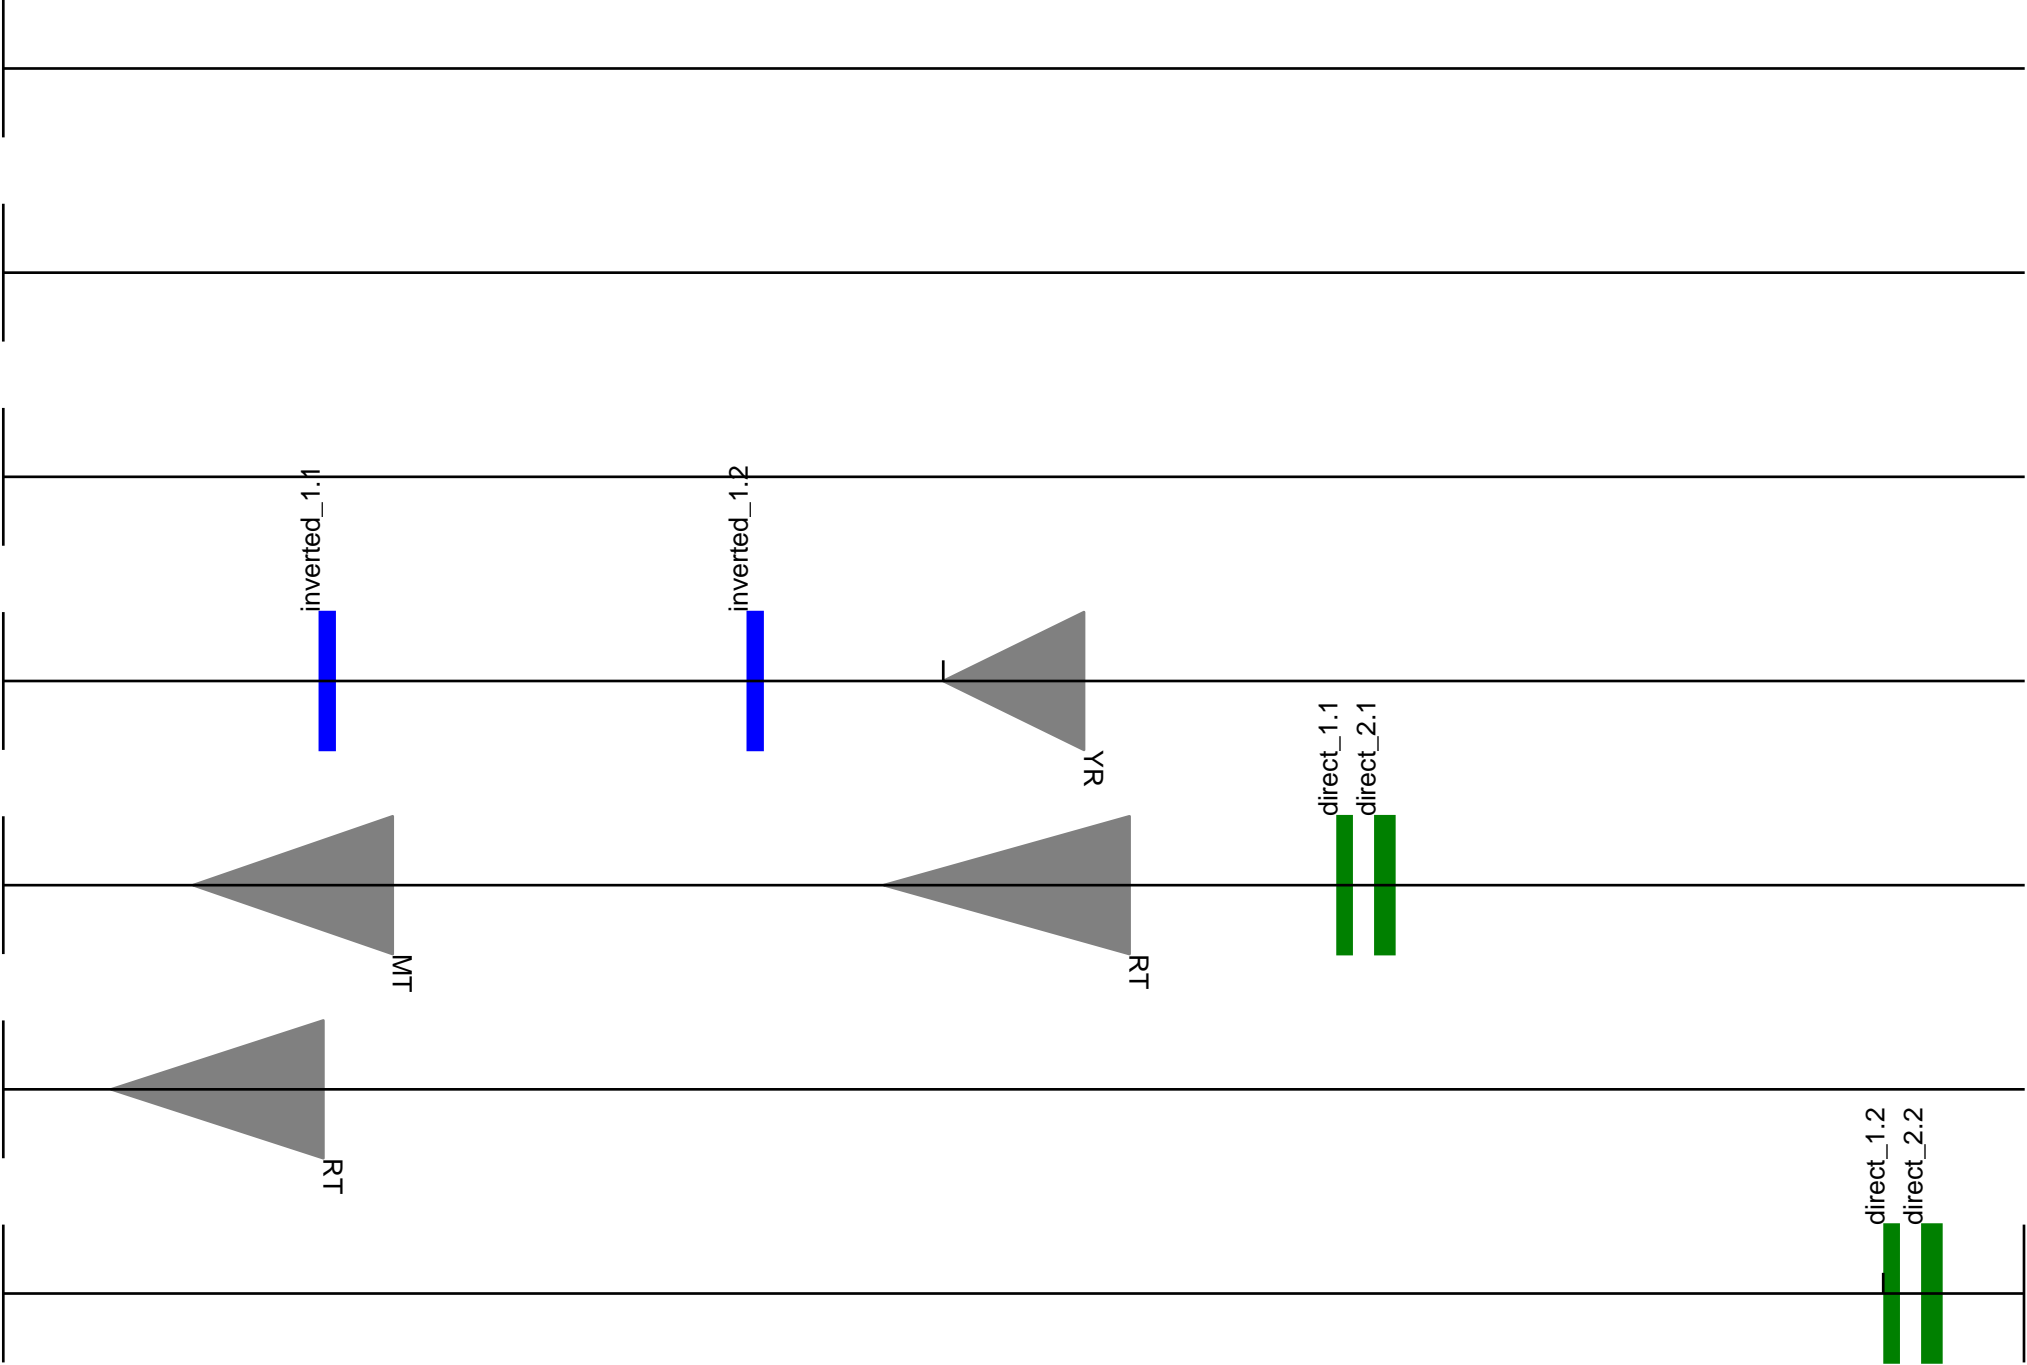 inverted_1.1
inverted_1.2
YR
direct_1.1
direct_2.1
MT
RT
RT
direct_1.2
direct_2.2